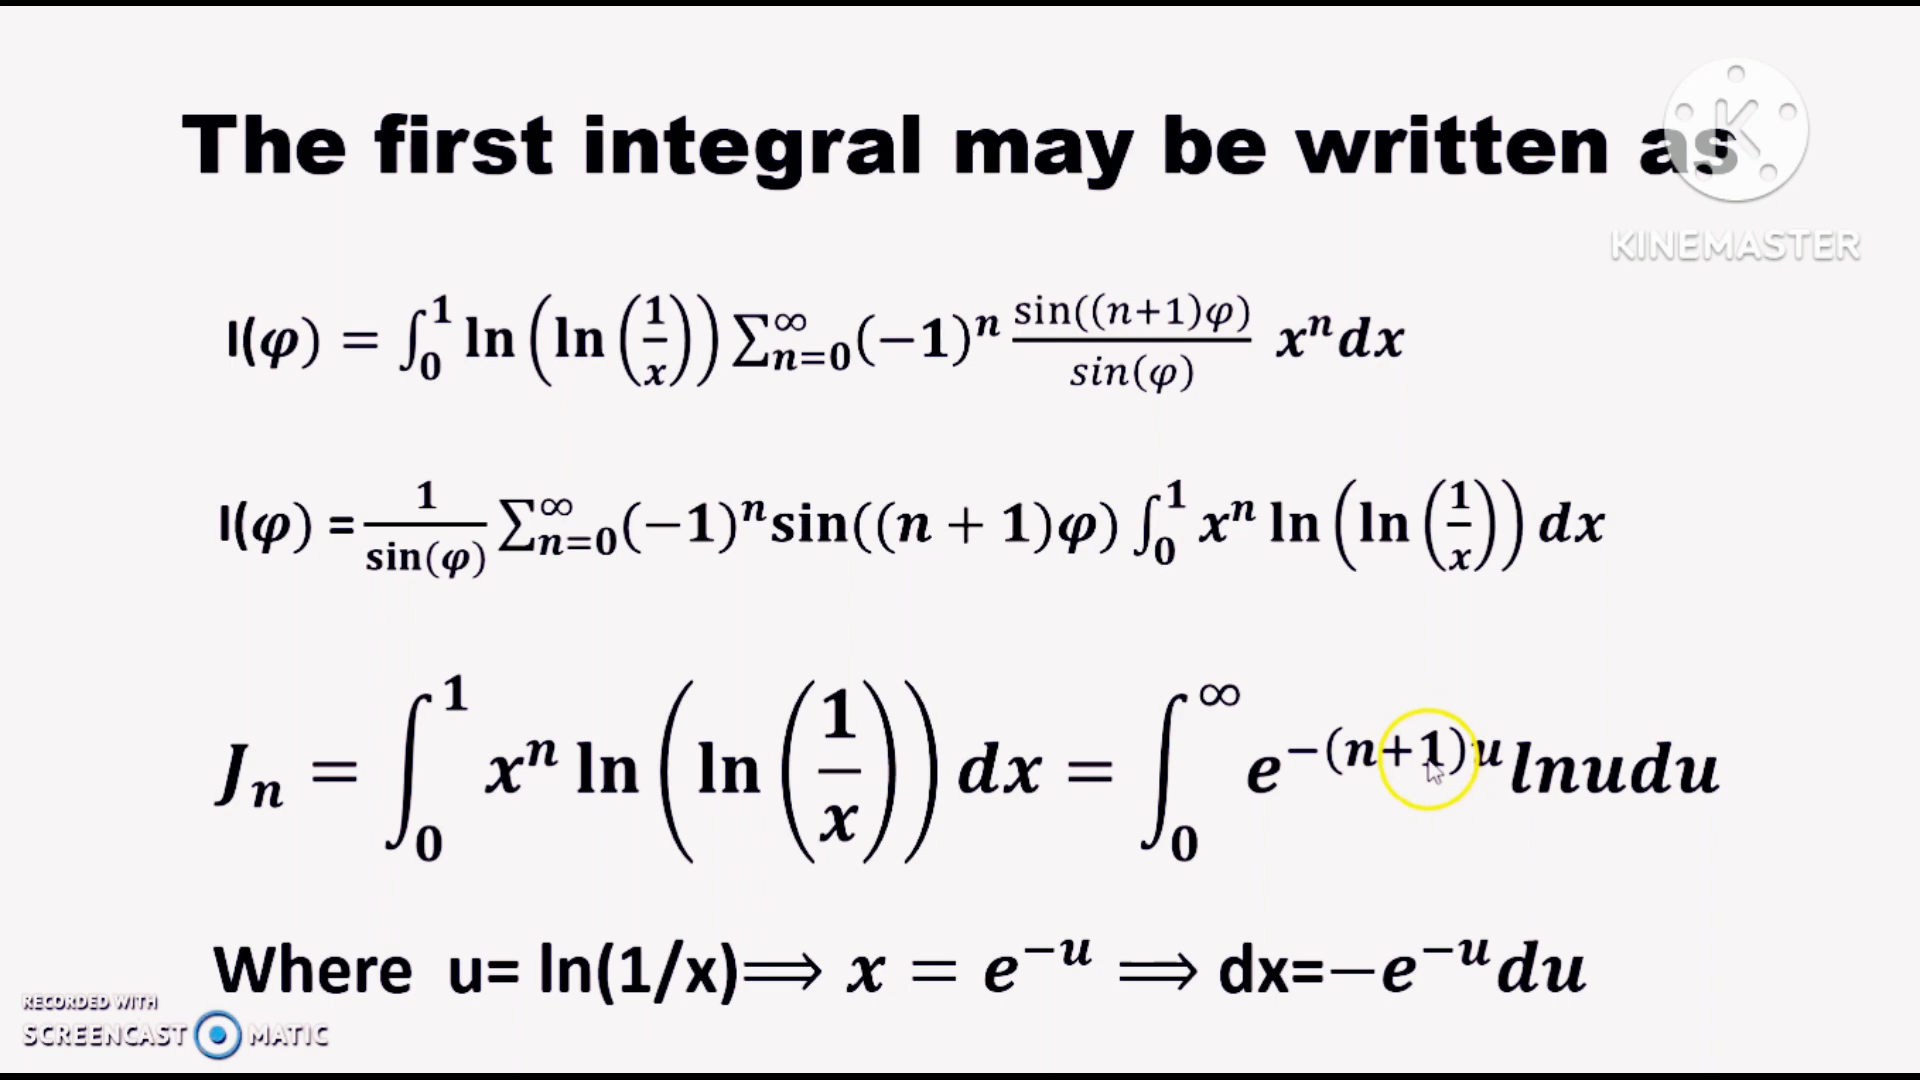 The first integral may be written as
KINEMASTER
I(φ) = ∫₀¹ ln(ln(1/x)) ∑ₙ₌₀^∞ (−1)ⁿ sin((n+1)φ)/sin(φ) xⁿdx
I(φ) = 1/sin(φ) ∑ₙ₌₀^∞ (−1)ⁿsin((n + 1)φ) ∫₀¹ xⁿ ln(ln(1/x)) dx
Jₙ = ∫₀¹ xⁿ ln(ln(1/x)) dx = ∫₀^∞ e^−(n+1)u lnudu
Where u= ln(1/x)⟹ x = e^−u ⟹ dx=−e^−u du
RECORDED WITH
SCREENCAST MATIC